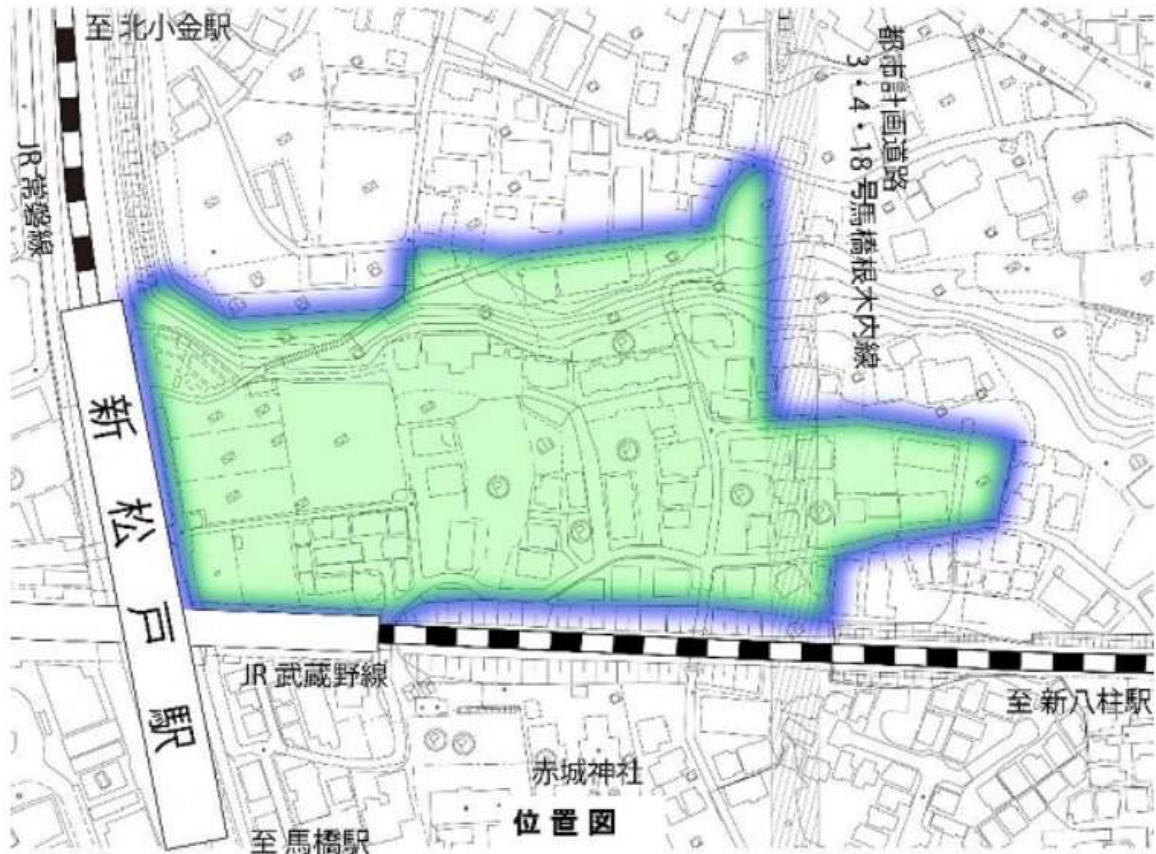 至 北小金駅
JR 常磐線
都市計画道路
3・4・18号馬橋根木内線
新松戸駅
JR 武蔵野線
至 新八柱駅
赤城神社
位置図
至 馬橋駅